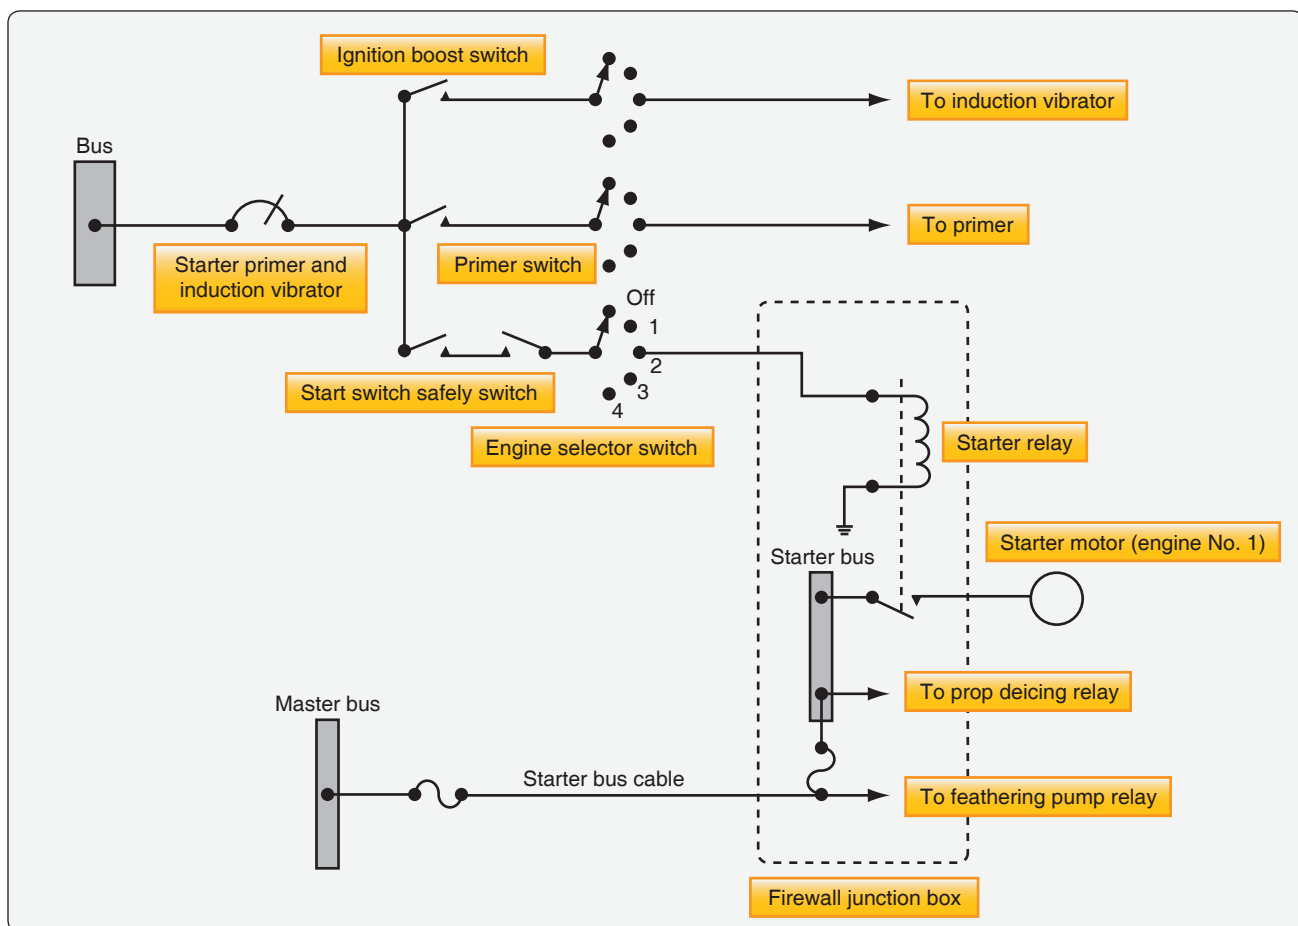 Ignition boost switch
To induction vibrator
Bus
Starter primer and
induction vibrator
Primer switch
To primer
Off
1
2
3
4
Start switch safely switch
Engine selector switch
Starter relay
Starter motor (engine No. 1)
Starter bus
To prop deicing relay
Master bus
Starter bus cable
To feathering pump relay
Firewall junction box